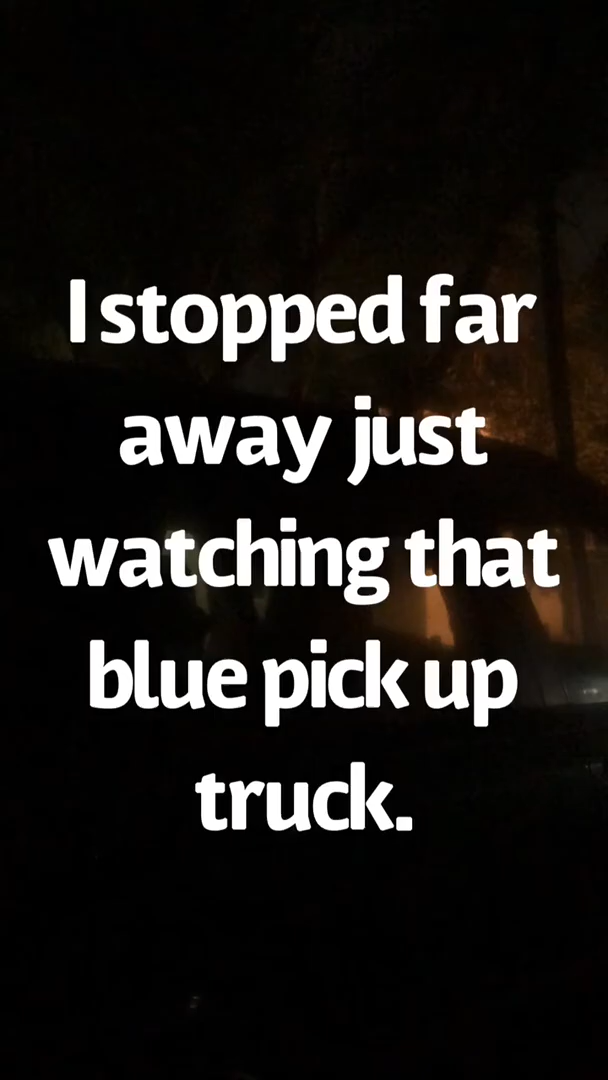 I stopped far
away just
watching that
blue pick up
truck.